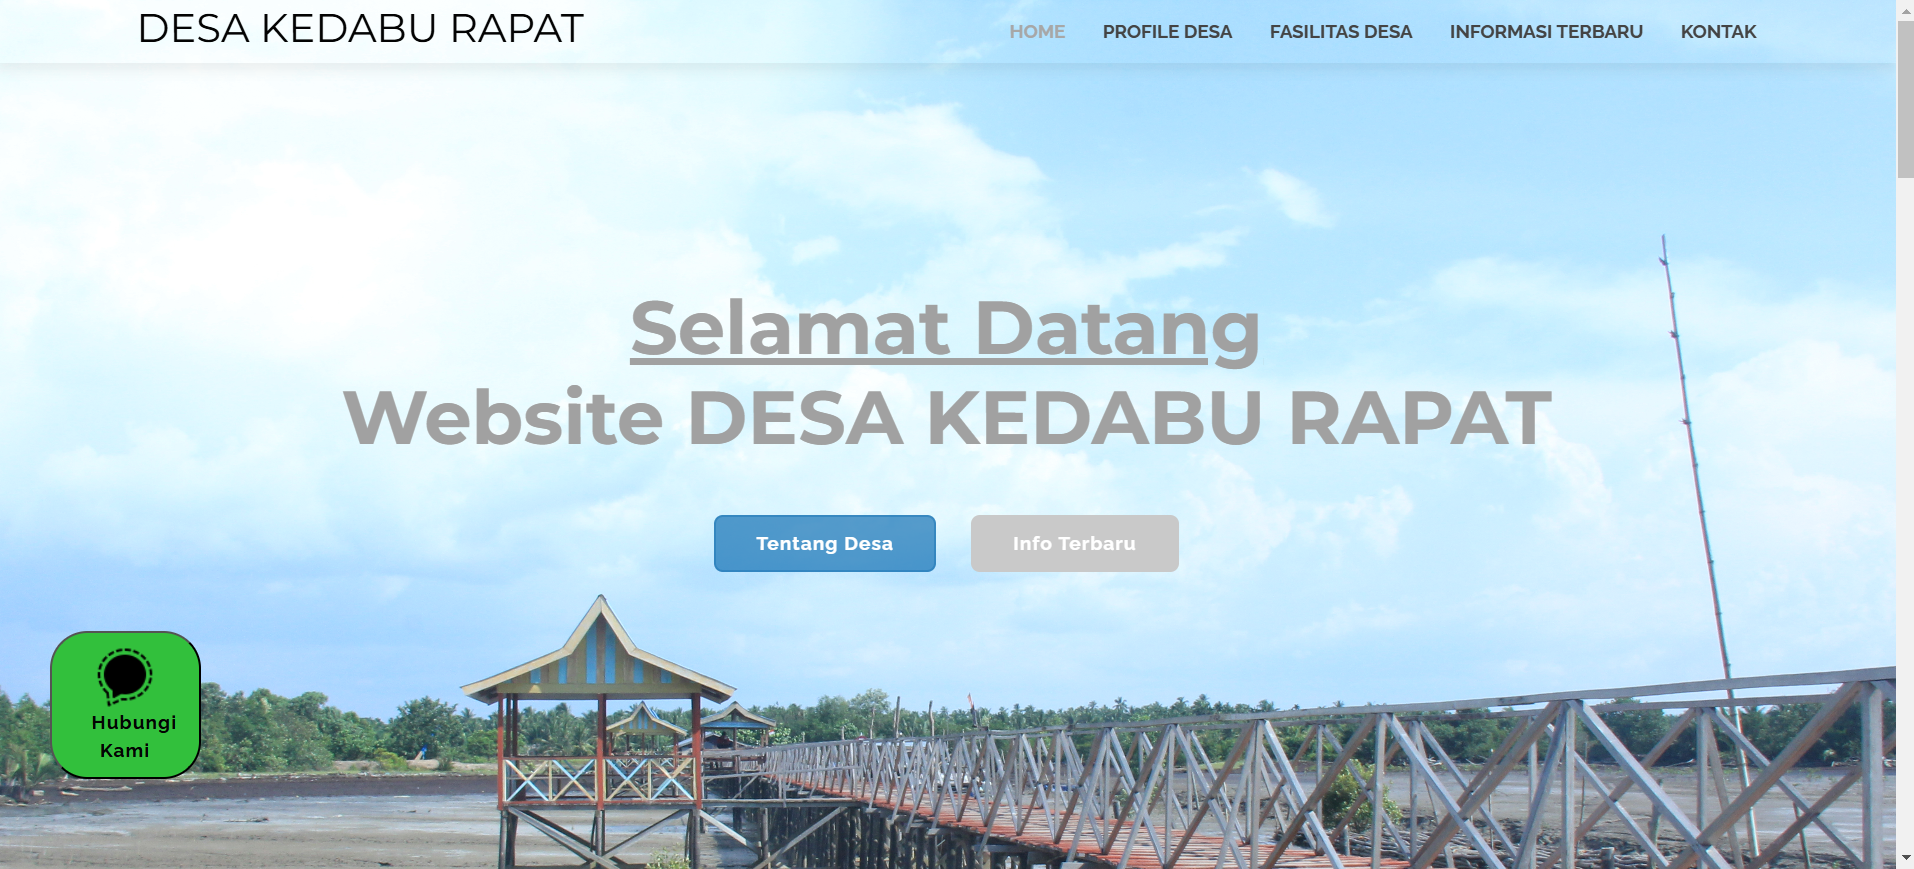 DESA KEDABU RAPAT
HOME PROFILE DESA FASILITAS DESA INFORMASI TERBARU KONTAK
Selamat Datang
Website DESA KEDABU RAPAT
Tentang Desa Info Terbaru
Hubungi
Kami